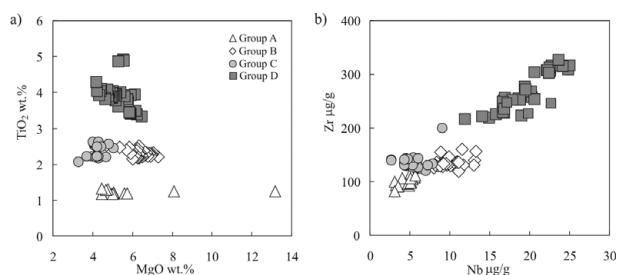 a)
6
5
4
3
2
1
0
TiO2 wt.%
Group A
Group B
Group C
Group D
2
4
6
8
10
12
14
MgO wt.%
b)
400
300
200
100
0
Zr µg/g
0
5
10
15
20
25
30
Nb µg/g